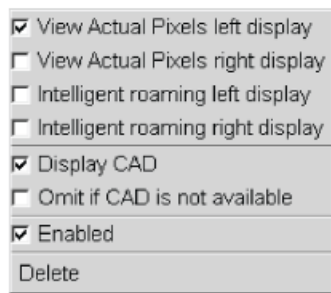 View Actual Pixels left display
View Actual Pixels right display
Intelligent roaming left display
Intelligent roaming right display
Display CAD
Omit if CAD is not available
Enabled
Delete